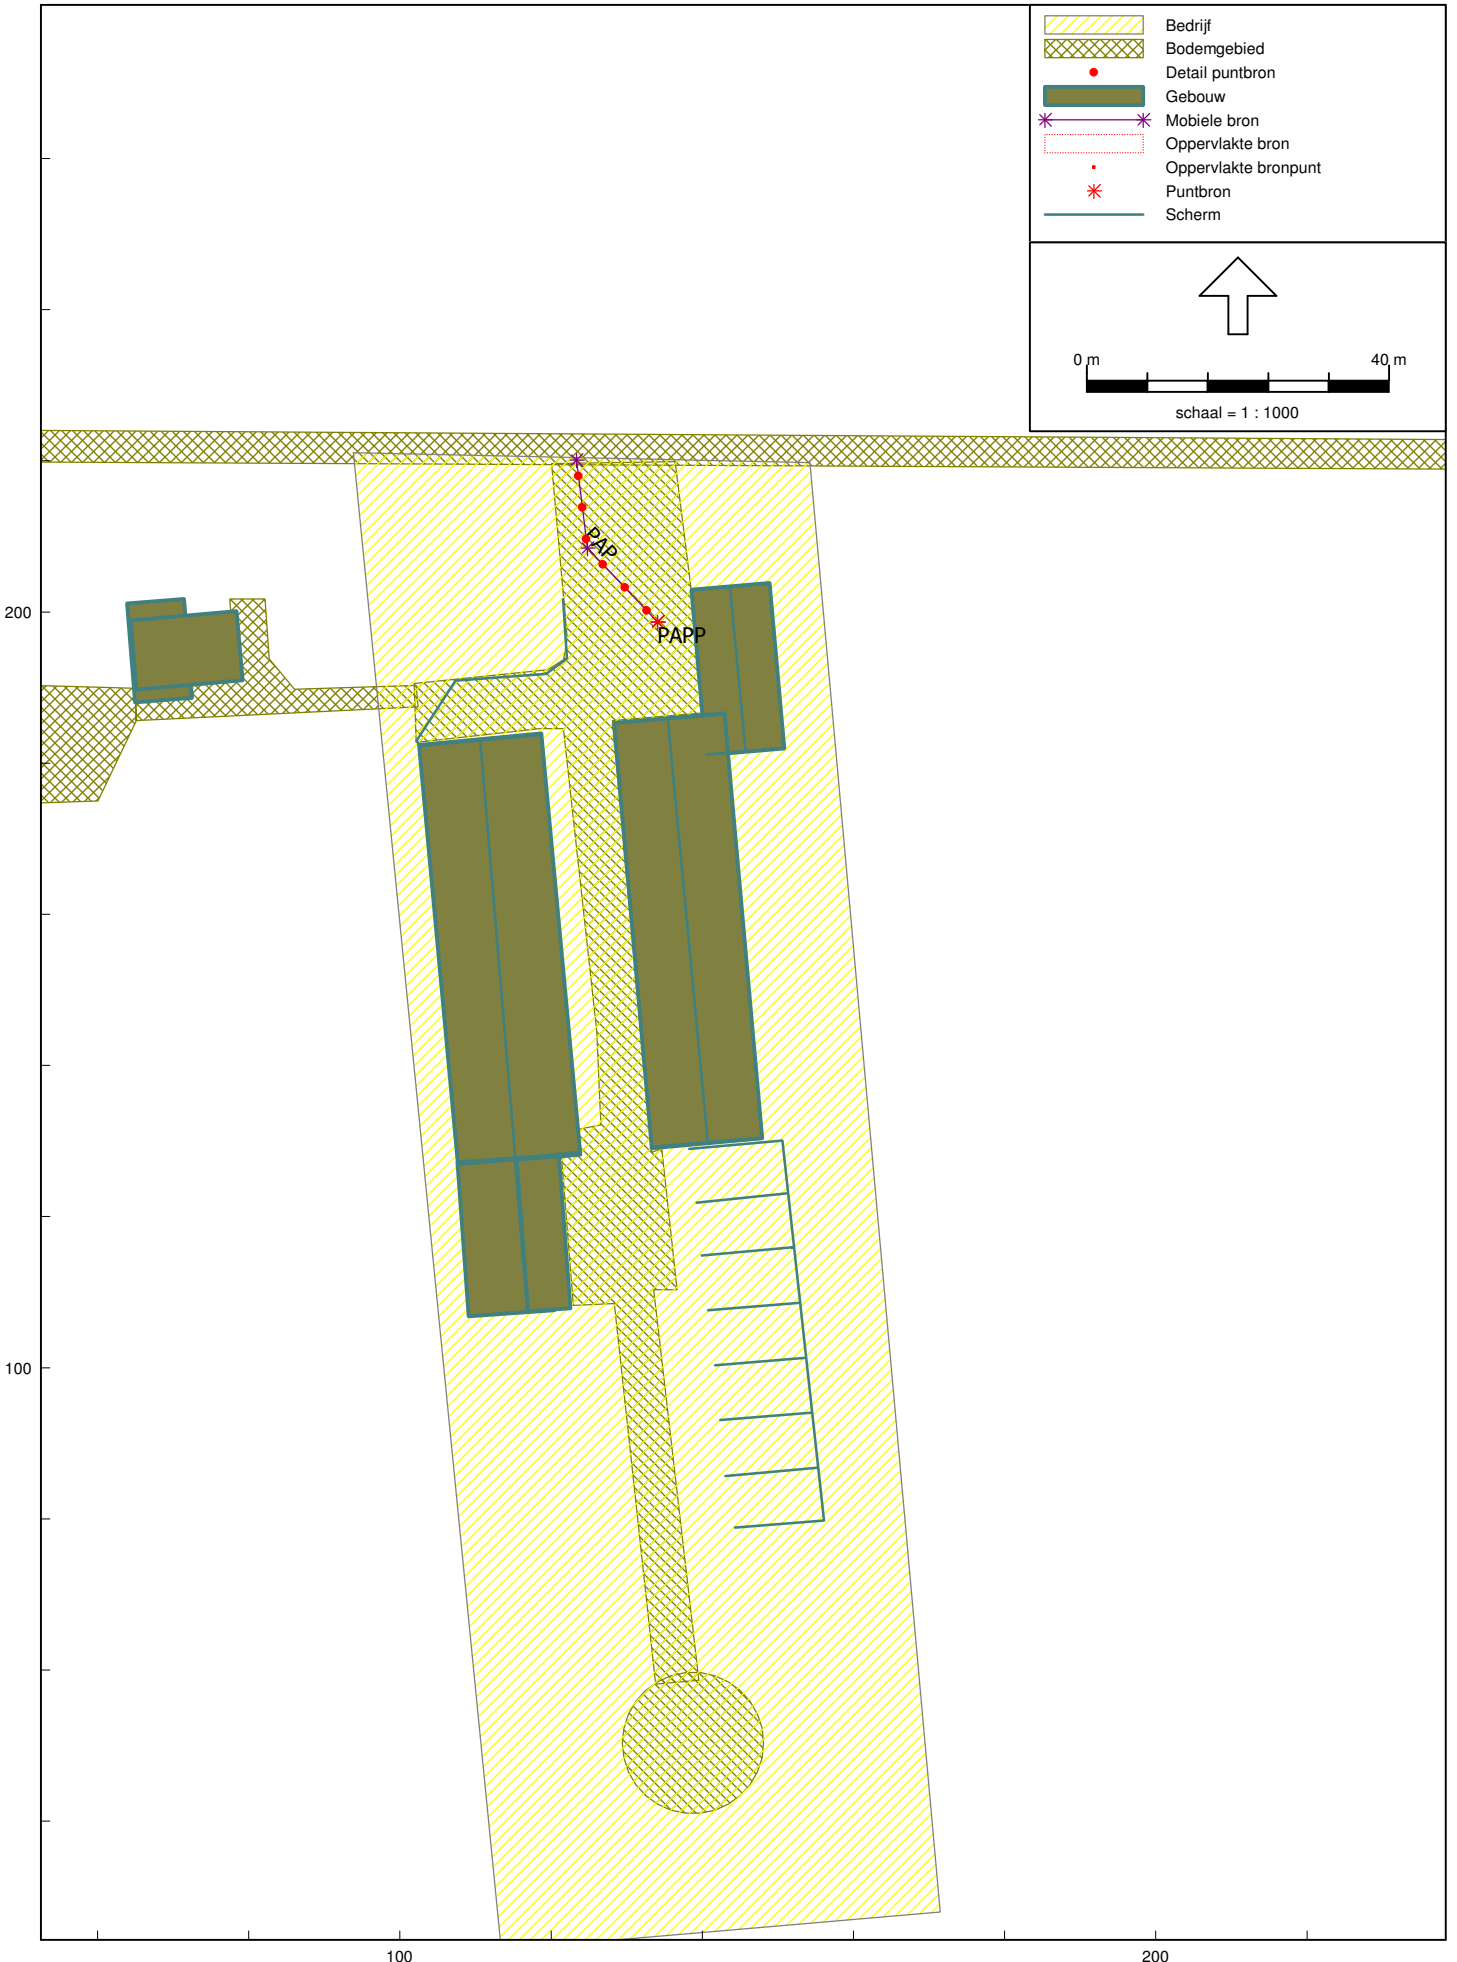 Bedrijf
Bodemgebied
Detail puntbron
Gebouw
Mobiele bron
Oppervlakte bron
Oppervlakte bronpunt
Puntbron
Scherm
0 m 40 m
schaal = 1 : 1000
PAP
200
PAPP
100
100 200